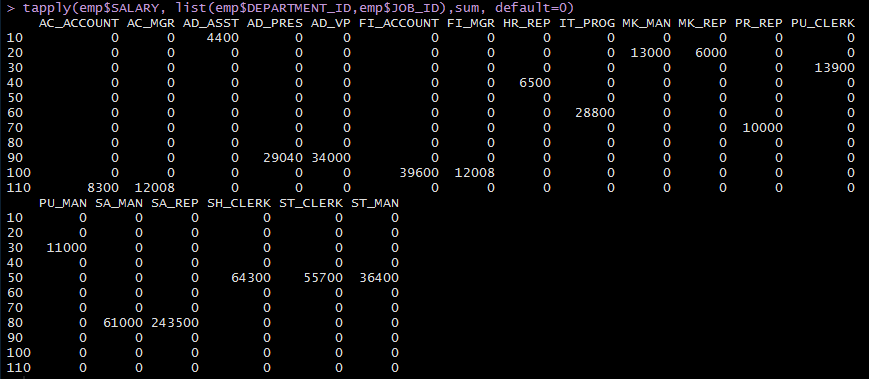 > tapply(emp$SALARY, list(emp$DEPARTMENT_ID,emp$JOB_ID),sum, default=0)
    AC_ACCOUNT AC_MGR AD_ASST AD_PRES AD_VP FI_ACCOUNT FI_MGR HR_REP IT_PROG MK_MAN MK_REP PR_REP PU_CLERK
10           0      0    4400       0     0          0      0      0       0      0      0      0        0
20           0      0       0       0     0          0      0      0       0  13000   6000      0        0
30           0      0       0       0     0          0      0      0       0      0      0      0    13900
40           0      0       0       0     0          0      0   6500       0      0      0      0        0
50           0      0       0       0     0          0      0      0       0      0      0      0        0
60           0      0       0       0     0          0      0      0   28800      0      0      0        0
70           0      0       0       0     0          0      0      0       0      0      0  10000        0
80           0      0       0       0     0          0      0      0       0      0      0      0        0
90           0      0       0   29040 34000          0      0      0       0      0      0      0        0
100          0      0       0       0     0      39600  12008      0       0      0      0      0        0
110       8300  12008       0       0     0          0      0      0       0      0      0      0        0
    PU_MAN SA_MAN SA_REP SH_CLERK ST_CLERK ST_MAN
10       0      0      0        0        0      0
20       0      0      0        0        0      0
30   11000      0      0        0        0      0
40       0      0      0        0        0      0
50       0      0      0    64300    55700  36400
60       0      0      0        0        0      0
70       0      0      0        0        0      0
80       0  61000 243500        0        0      0
90       0      0      0        0        0      0
100      0      0      0        0        0      0
110      0      0      0        0        0      0